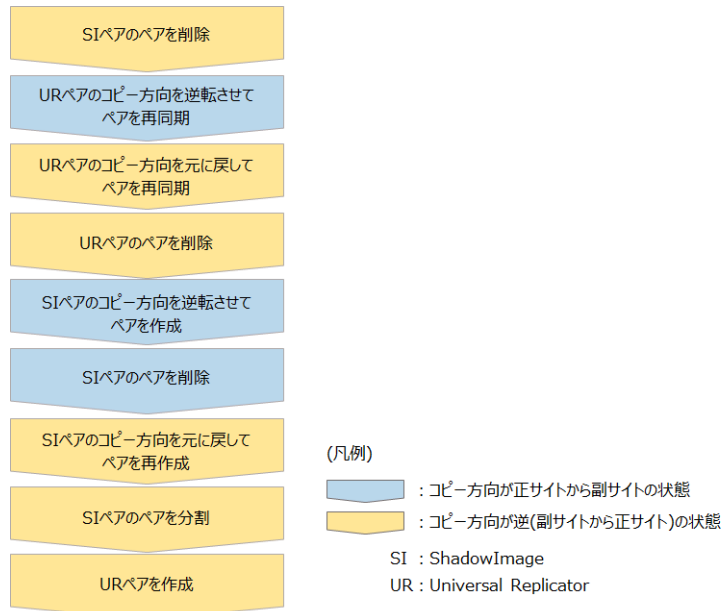 SIペアのペアを削除
URペアのコピー方向を逆転させて
ペアを再同期
URペアのコピー方向を元に戻して
ペアを再同期
URペアのペアを削除
SIペアのコピー方向を逆転させて
ペアを作成
SIペアのペアを削除
SIペアのコピー方向を元に戻して
ペアを再作成
SIペアのペアを分割
URペアを作成
(凡例)
：コピー方向が正サイトから副サイトの状態
：コピー方向が逆(副サイトから正サイト)の状態
SI ：ShadowImage
UR：Universal Replicator